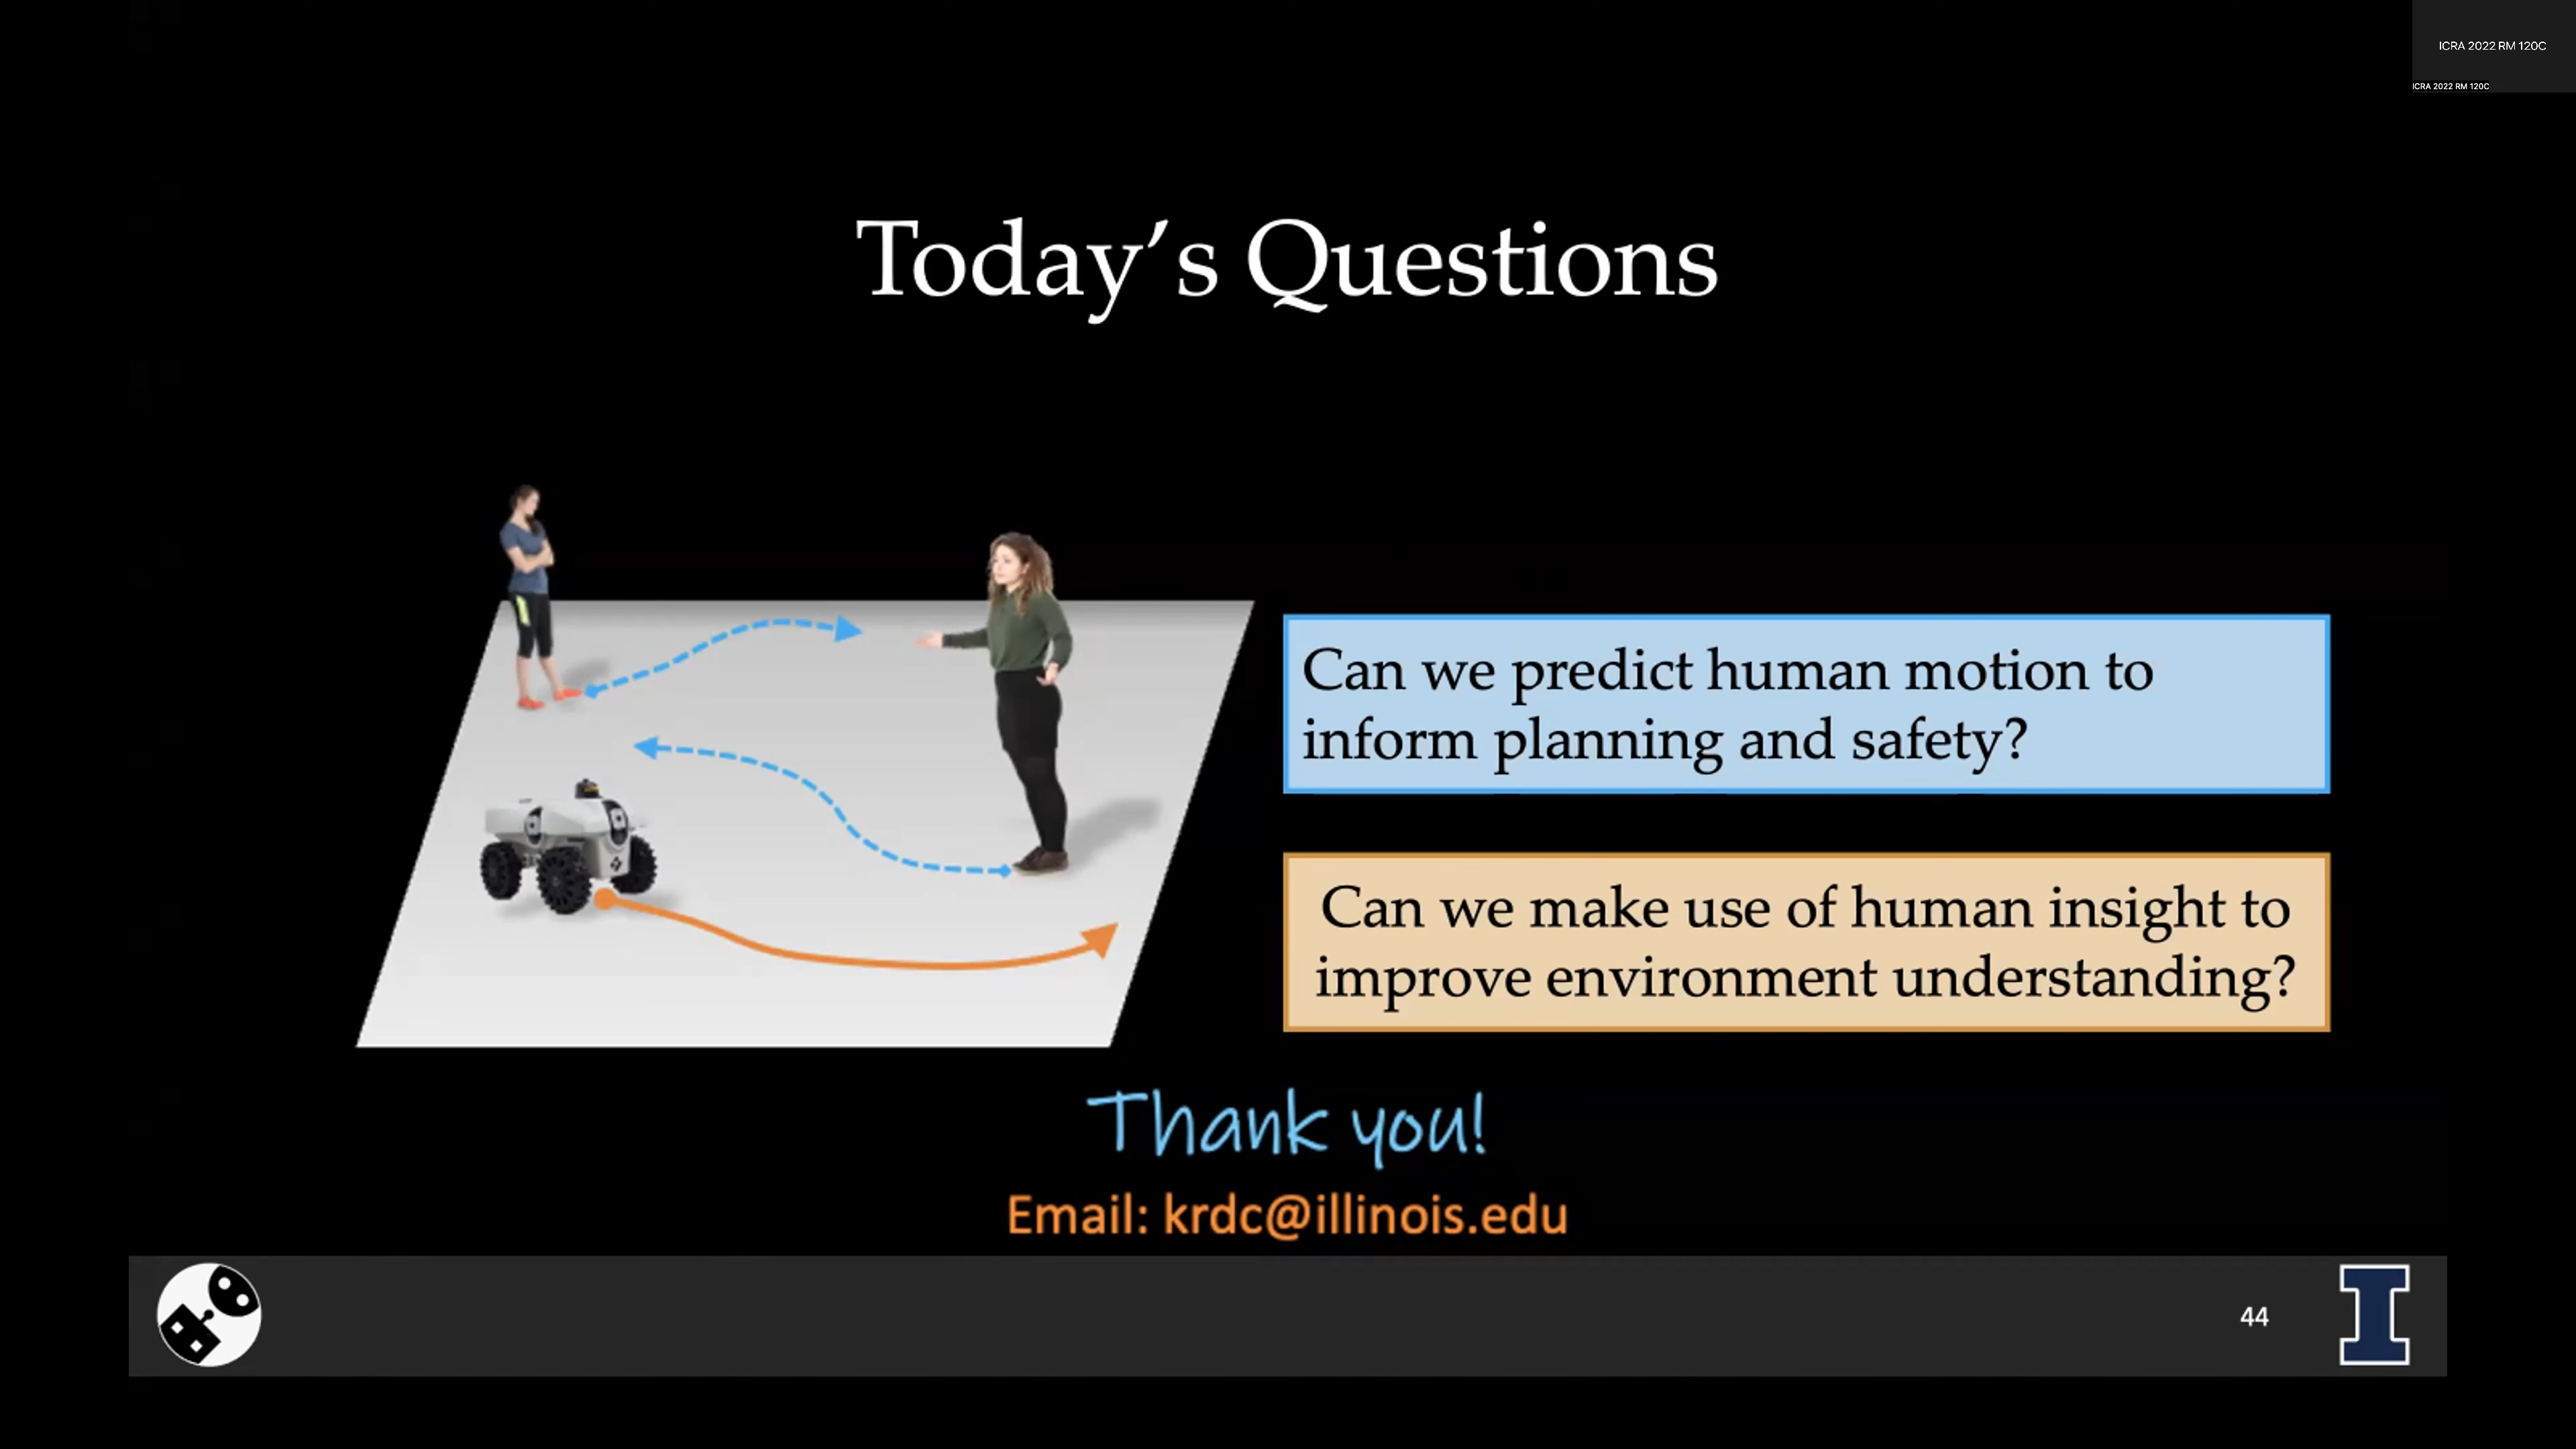 ICRA 2022 RM 120C
ICRA 2022 RM 120C
Today’s Questions
Can we predict human motion to
inform planning and safety?
Can we make use of human insight to
improve environment understanding?
Thank you!
Email: krdc@illinois.edu
44
I